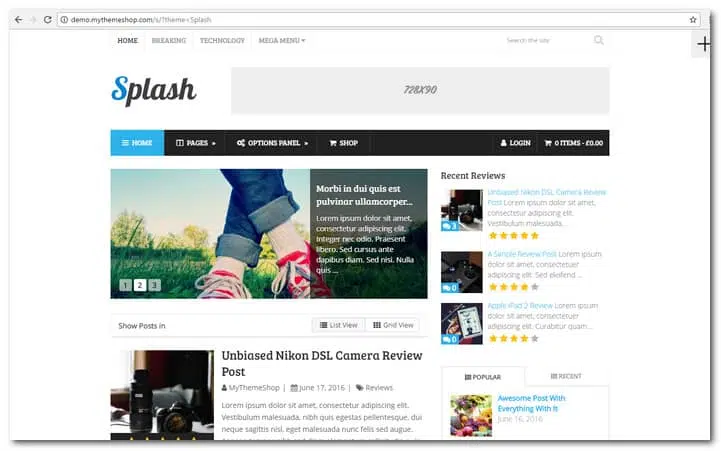 demo.mythemeshop.com/s/?theme=Splash
HOME BREAKING TECHNOLOGY MEGA MENU
Search the site
Splash
728X90
HOME PAGES » OPTIONS PANEL » SHOP LOGIN 0 ITEMS - £0.00
Morbi in dui quis est
pulvinar ullamcorper...
Lorem ipsum dolor sit amet,
consectetur adipiscing elit.
Integer nec odio. Praesent
libero. Sed cursus ante
dapibus diam. Sed nisi. Nulla
quis ...
1 2 3
Recent Reviews
Unbiased Nikon DSL Camera Review
Post Lorem ipsum dolor sit amet,
consectetur adipiscing elit.
Vestibulum malesuada,...
3
A Simple Review Post Lorem ipsum
dolor sit amet, consectetuer
adipiscing elit. Sed eleifend ...
0
Apple iPad 2 Review Lorem ipsum
dolor sit amet, consectetur
adipiscing elit. Curabitur quam...
0
Show Posts in List View Grid View
Unbiased Nikon DSL Camera Review
Post
MyThemeShop | June 17, 2016 | Reviews
Lorem ipsum dolor sit amet, consectetur adipiscing elit.
Vestibulum malesuada, nibh quis egestas pellentesque, dui
neque congue nisi, eget malesuada nunc felis sed augue.
POPULAR RECENT
Awesome Post With
Everything With It
June 16, 2016